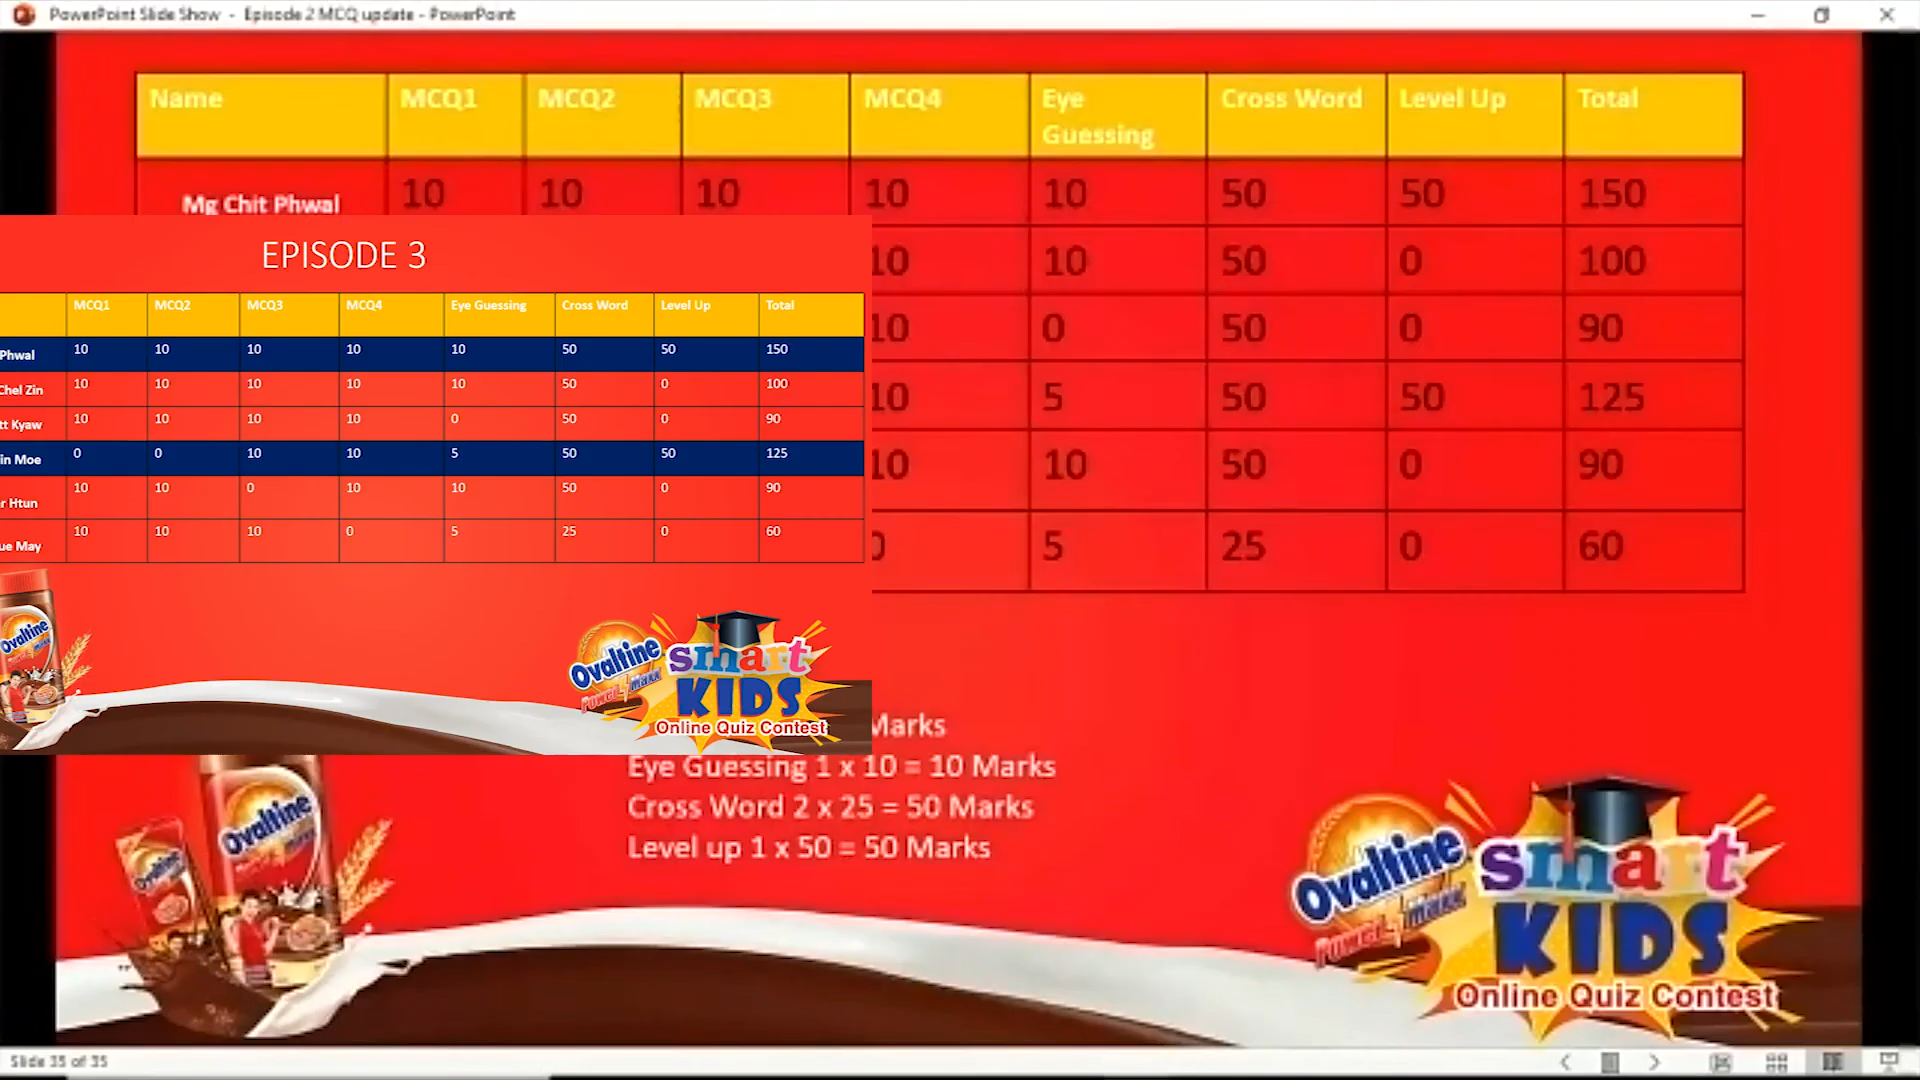 PowerPoint Slide Show - Episode 2 MCQ update - PowerPoint
Name MCQ1 MCQ2 MCQ3 MCQ4 Eye Guessing Cross Word Level Up Total
Mg Chit Phwal 10 10 10 10 10 50 50 150
10 10 50 0 100
10 0 50 0 90
10 5 50 50 125
10 10 50 0 90
0 5 25 0 60
EPISODE 3
MCQ1 MCQ2 MCQ3 MCQ4 Eye Guessing Cross Word Level Up Total
Phwal 10 10 10 10 10 50 50 150
Chel Zin 10 10 10 10 10 50 0 100
tt Kyaw 10 10 10 10 0 50 0 90
in Moe 0 0 10 10 5 50 50 125
r Htun 10 10 0 10 10 50 0 90
ue May 10 10 10 0 5 25 0 60
Ovaltine
Ovaltine
Power Maxx
smart
KIDS
Online Quiz Contest
Marks
Eye Guessing 1 x 10 = 10 Marks
Cross Word 2 x 25 = 50 Marks
Level up 1 x 50 = 50 Marks
Ovaltine
Ovaltine
Ovaltine
Power Maxx
smart
KIDS
Online Quiz Contest
Slide 35 of 35